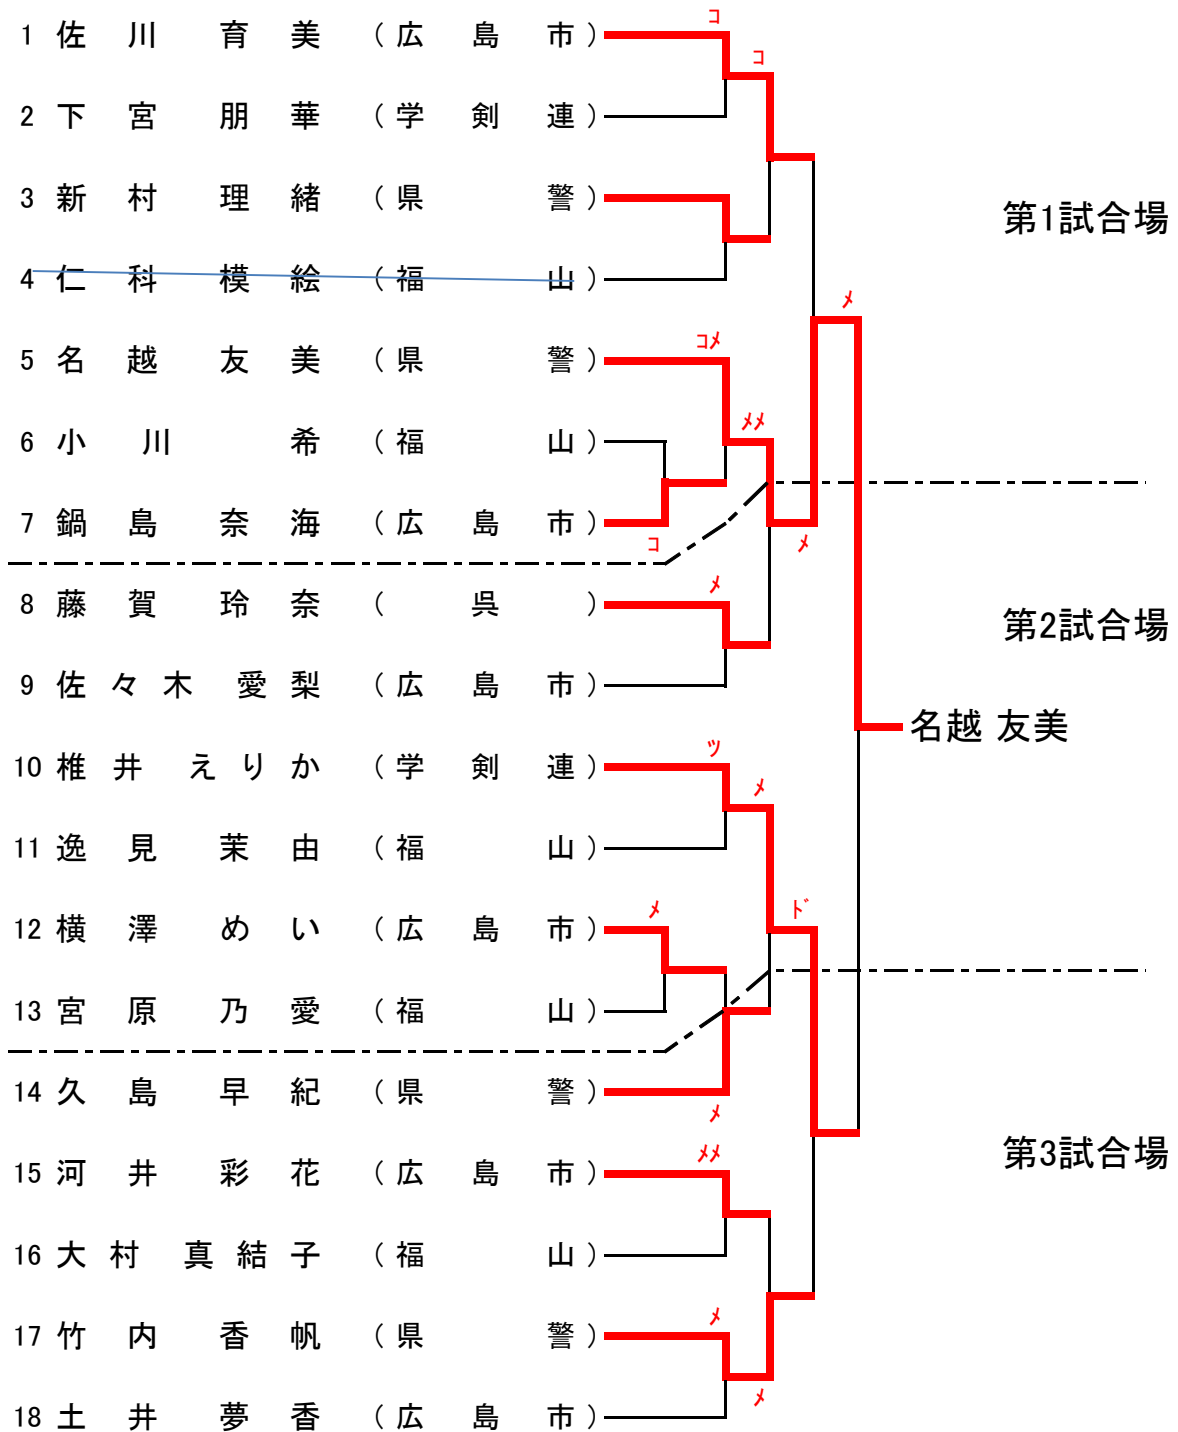 ｺ
1 佐川 育美 (広島市)
ｺ
2 下宮 朋華 (学剣連)
3 新村 理緒 (県警)
第1試合場
4 仁科 模絵 (福山)
ﾒ
ｺﾒ
5 名越 友美 (県警)
ﾒﾒ
6 小川 希 (福山)
7 鍋島 奈海 (広島市)
ｺ
ﾒ
ﾒ
8 藤賀 玲奈 (呉)
第2試合場
9 佐々木 愛梨 (広島市)
名越 友美
ﾂ
10 椎井 えりか (学剣連)
ﾒ
11 逸見 茉由 (福山)
ﾒ
ﾄﾞ
12 横澤 めい (広島市)
13 宮原 乃愛 (福山)
14 久島 早紀 (県警)
ﾒ
ﾒﾒ
第3試合場
15 河井 彩花 (広島市)
16 大村 真結子 (福山)
ﾒ
17 竹内 香帆 (県警)
ﾒ
18 土井 夢香 (広島市)